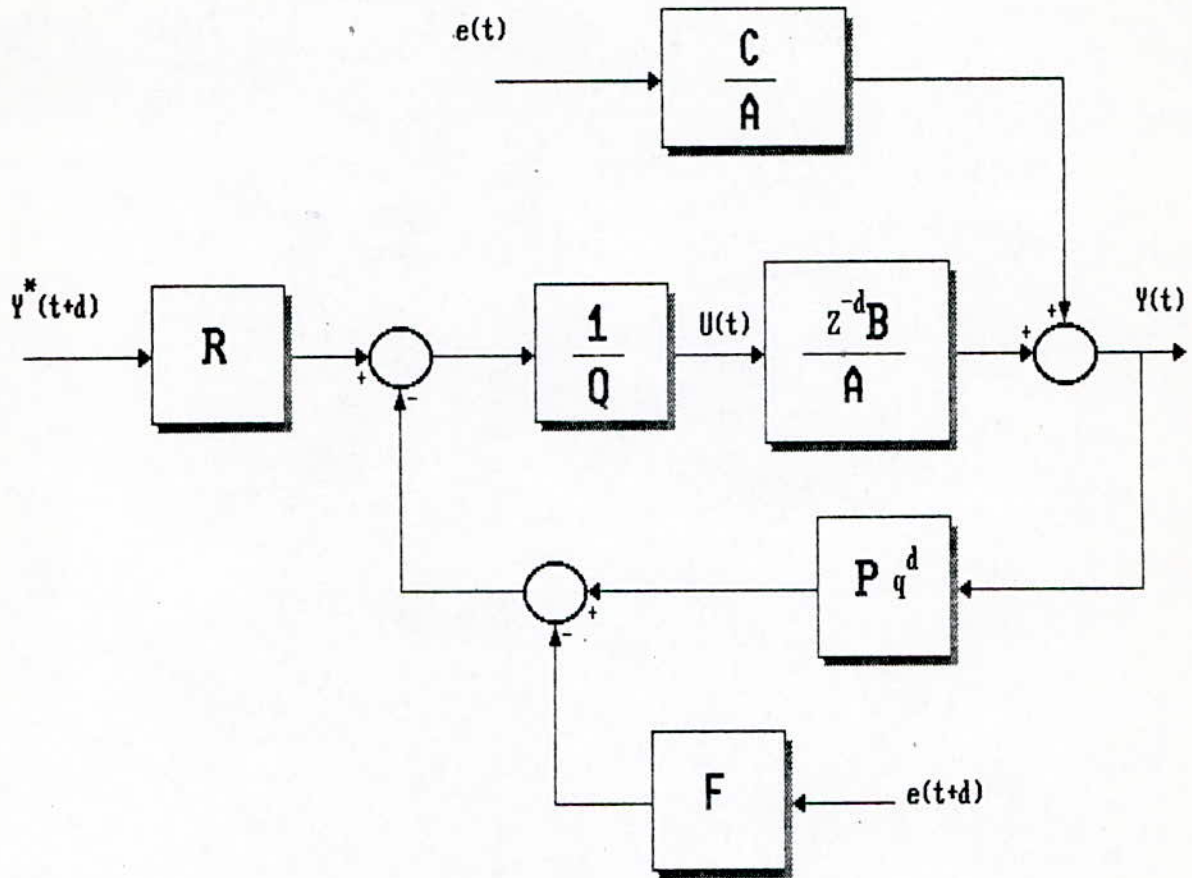 e(t)
C
A
Y*(t+d)
R
+
-
1
Q
U(t)
z^-d B
A
+
+
Y(t)
P q^d
+
-
F
e(t+d)